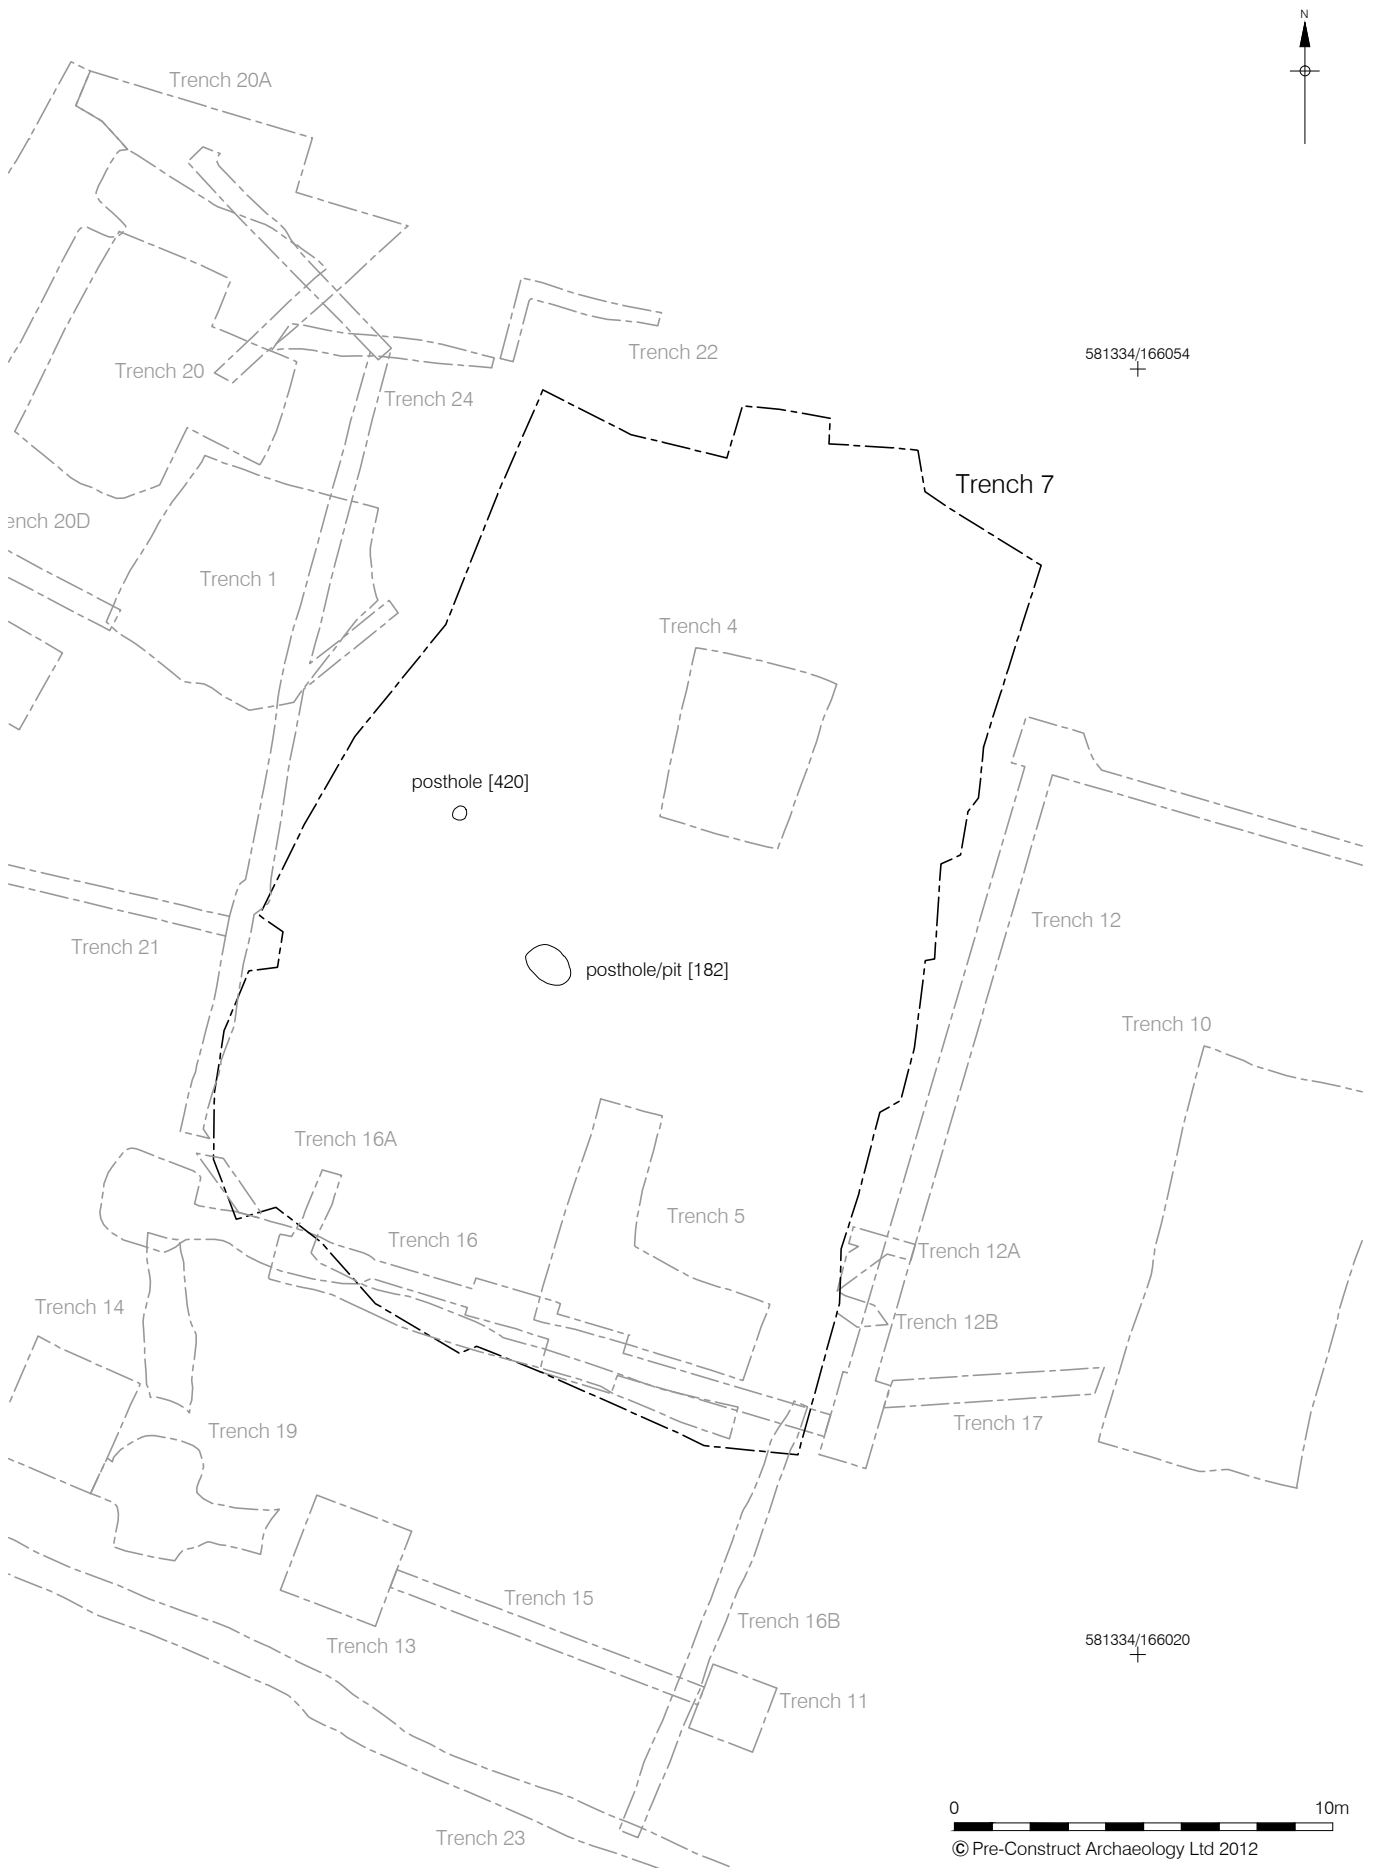 N
Trench 20A
Trench 22
581334/166054
Trench 20
Trench 24
Trench 7
ench 20D
Trench 1
Trench 4
posthole [420]
Trench 12
Trench 21
posthole/pit [182]
Trench 10
Trench 16A
Trench 5
Trench 16
Trench 12A
Trench 14
Trench 12B
Trench 17
Trench 19
Trench 15
Trench 16B
Trench 13
581334/166020
Trench 11
0 10m
Trench 23
© Pre-Construct Archaeology Ltd 2012